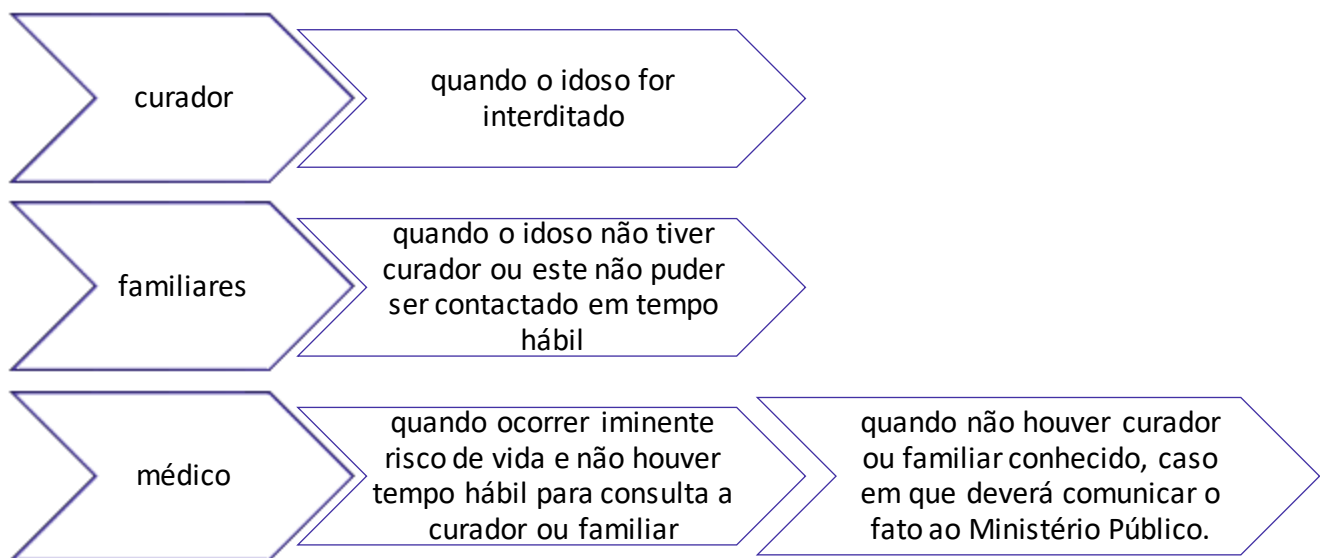 curador
quando o idoso for
interditado
familiares
quando o idoso não tiver
curador ou este não puder
ser contactado em tempo
hábil
médico
quando ocorrer iminente
risco de vida e não houver
tempo hábil para consulta a
curador ou familiar
quando não houver curador
ou familiar conhecido, caso
em que deverá comunicar o
fato ao Ministério Público.